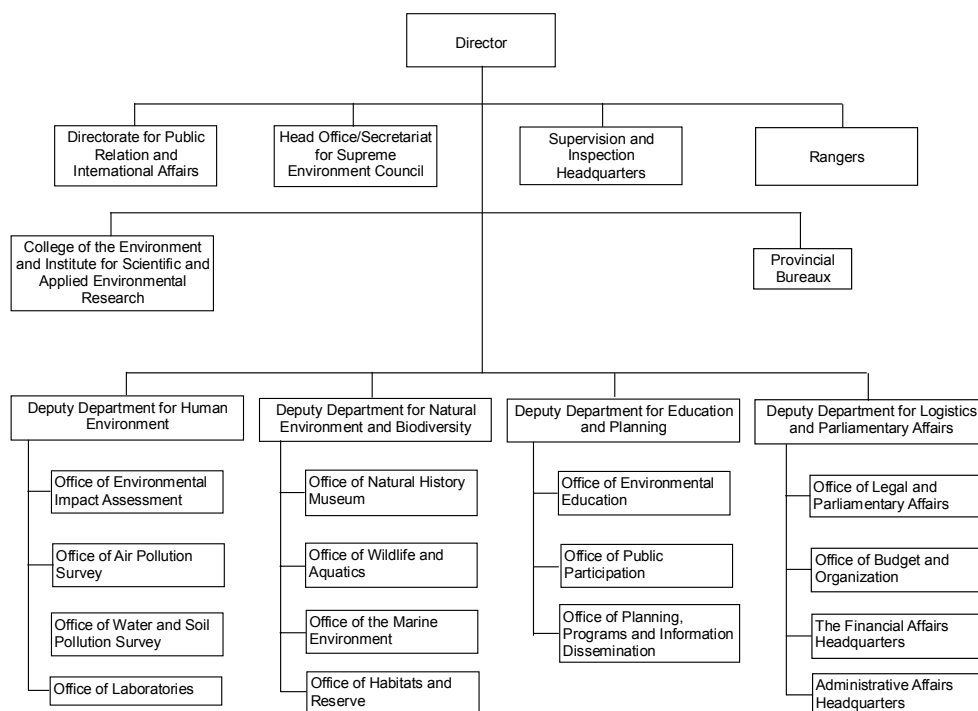 Director
Directorate for Public
Relation and
International Affairs
Head Office/Secretariat
for Supreme
Environment Council
Supervision and
Inspection
Headquarters
Rangers
College of the Environment
and Institute for Scientific and
Applied Environmental
Research
Provincial
Bureaux
Deputy Department for Human
Environment
Office of Environmental
Impact Assessment
Office of Air Pollution
Survey
Office of Water and Soil
Pollution Survey
Office of Laboratories
Deputy Department for Natural
Environment and Biodiversity
Office of Natural History
Museum
Office of Wildlife and
Aquatics
Office of the Marine
Environment
Office of Habitats and
Reserve
Deputy Department for Education
and Planning
Office of Environmental
Education
Office of Public
Participation
Office of Planning,
Programs and Information
Dissemination
Deputy Department for Logistics
and Parliamentary Affairs
Office of Legal and
Parliamentary Affairs
Office of Budget and
Organization
The Financial Affairs
Headquarters
Administrative Affairs
Headquarters